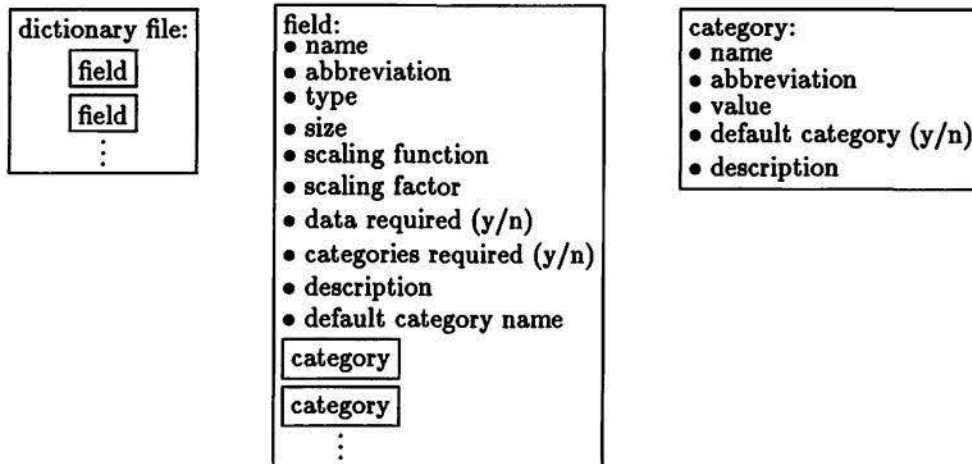 dictionary file:
field
field
⋮
field:
• name
• abbreviation
• type
• size
• scaling function
• scaling factor
• data required (y/n)
• categories required (y/n)
• description
• default category name
category
category
⋮
category:
• name
• abbreviation
• value
• default category (y/n)
• description